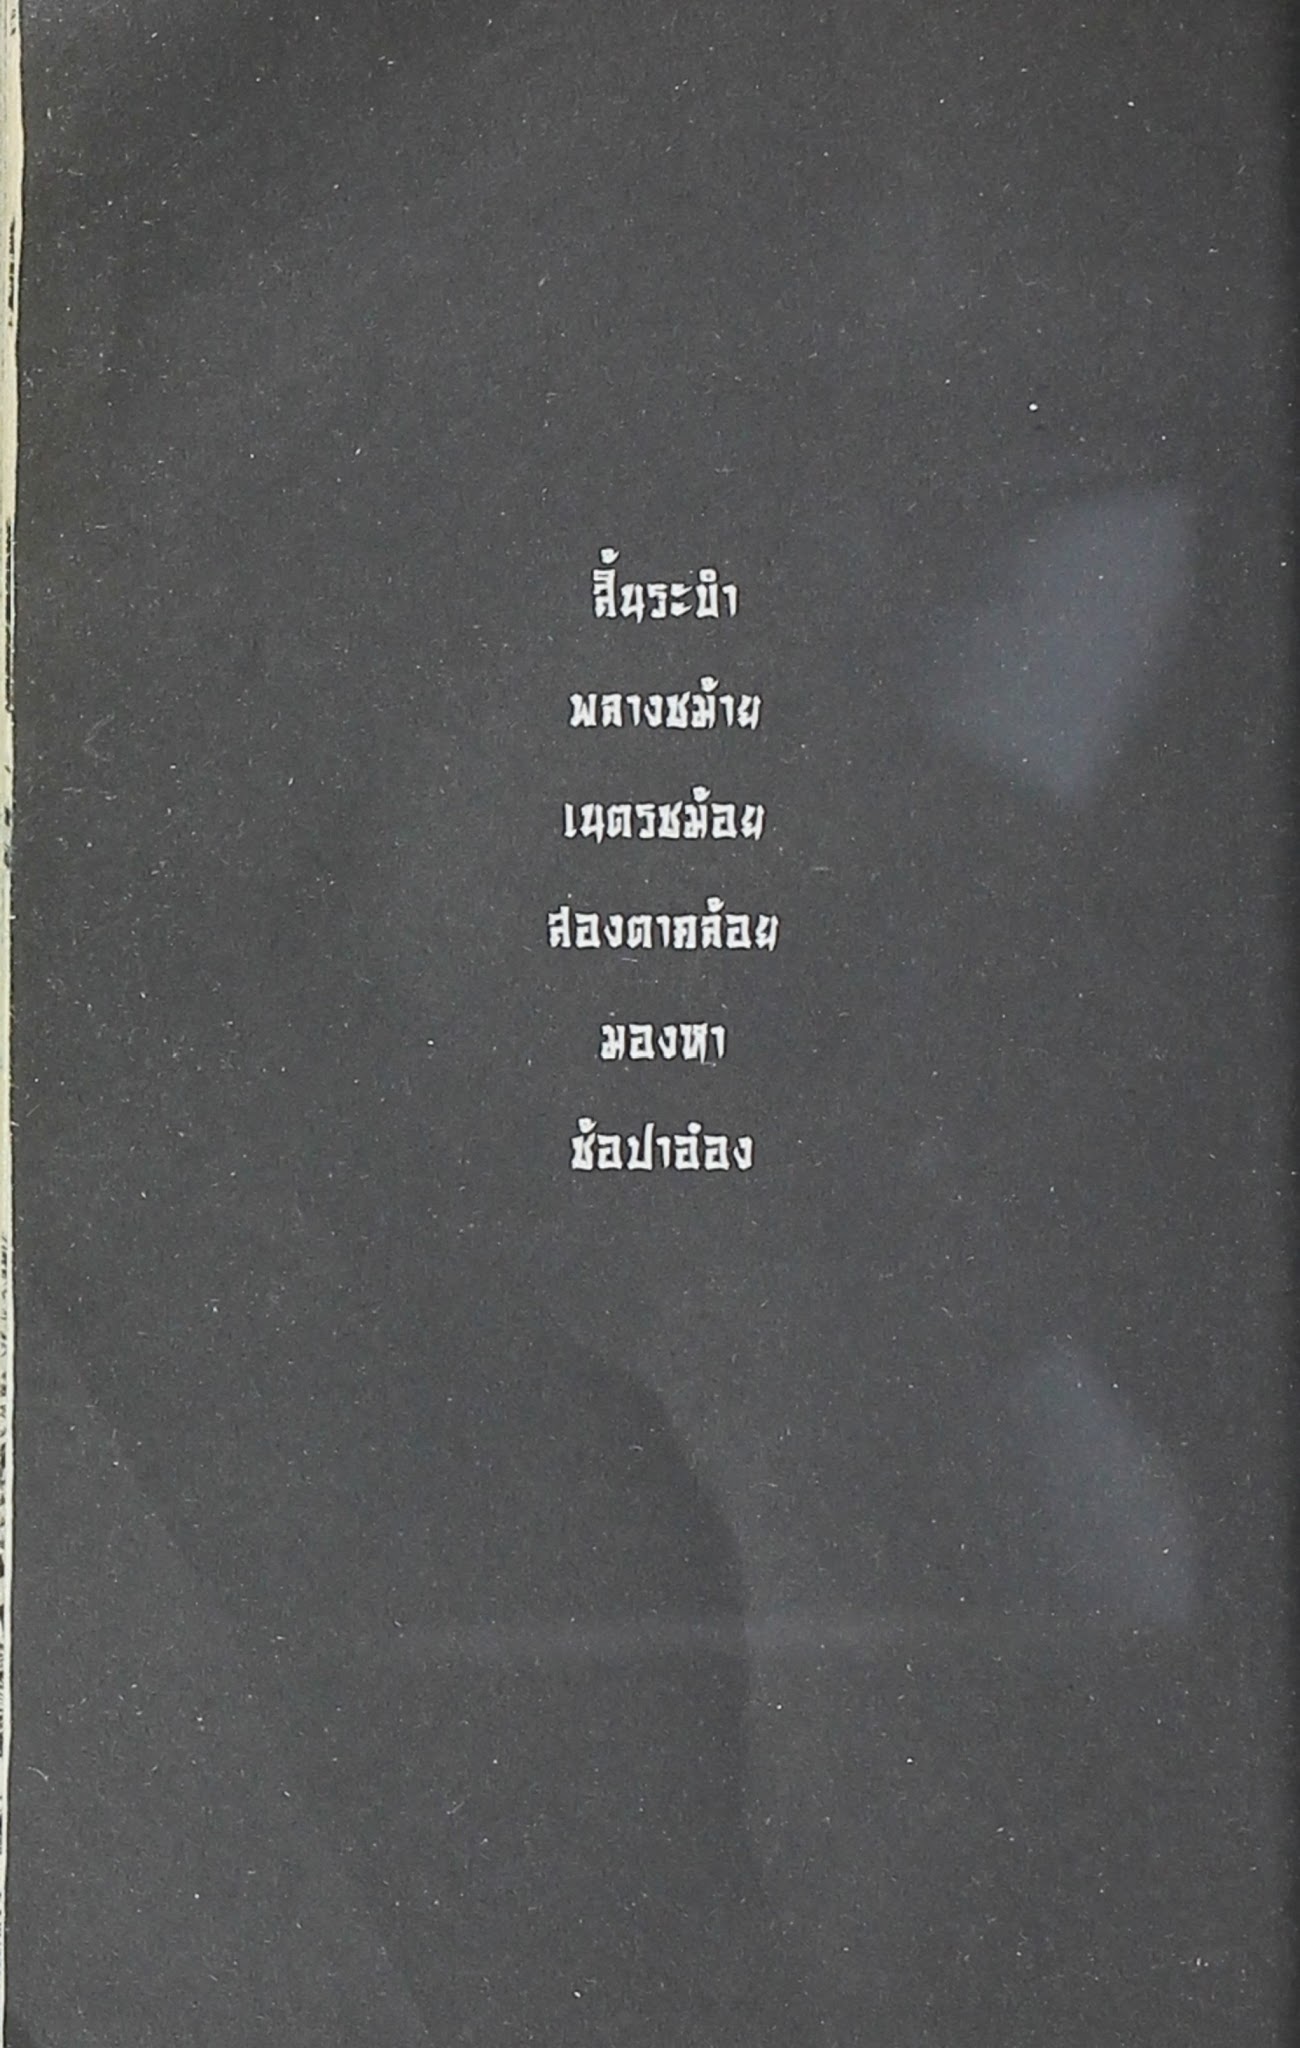 สิ้นระบำ
พลางชม้าย
เนตรชม้อย
สองตาคล้อย
มองหา
ช้อปาอ๋อง